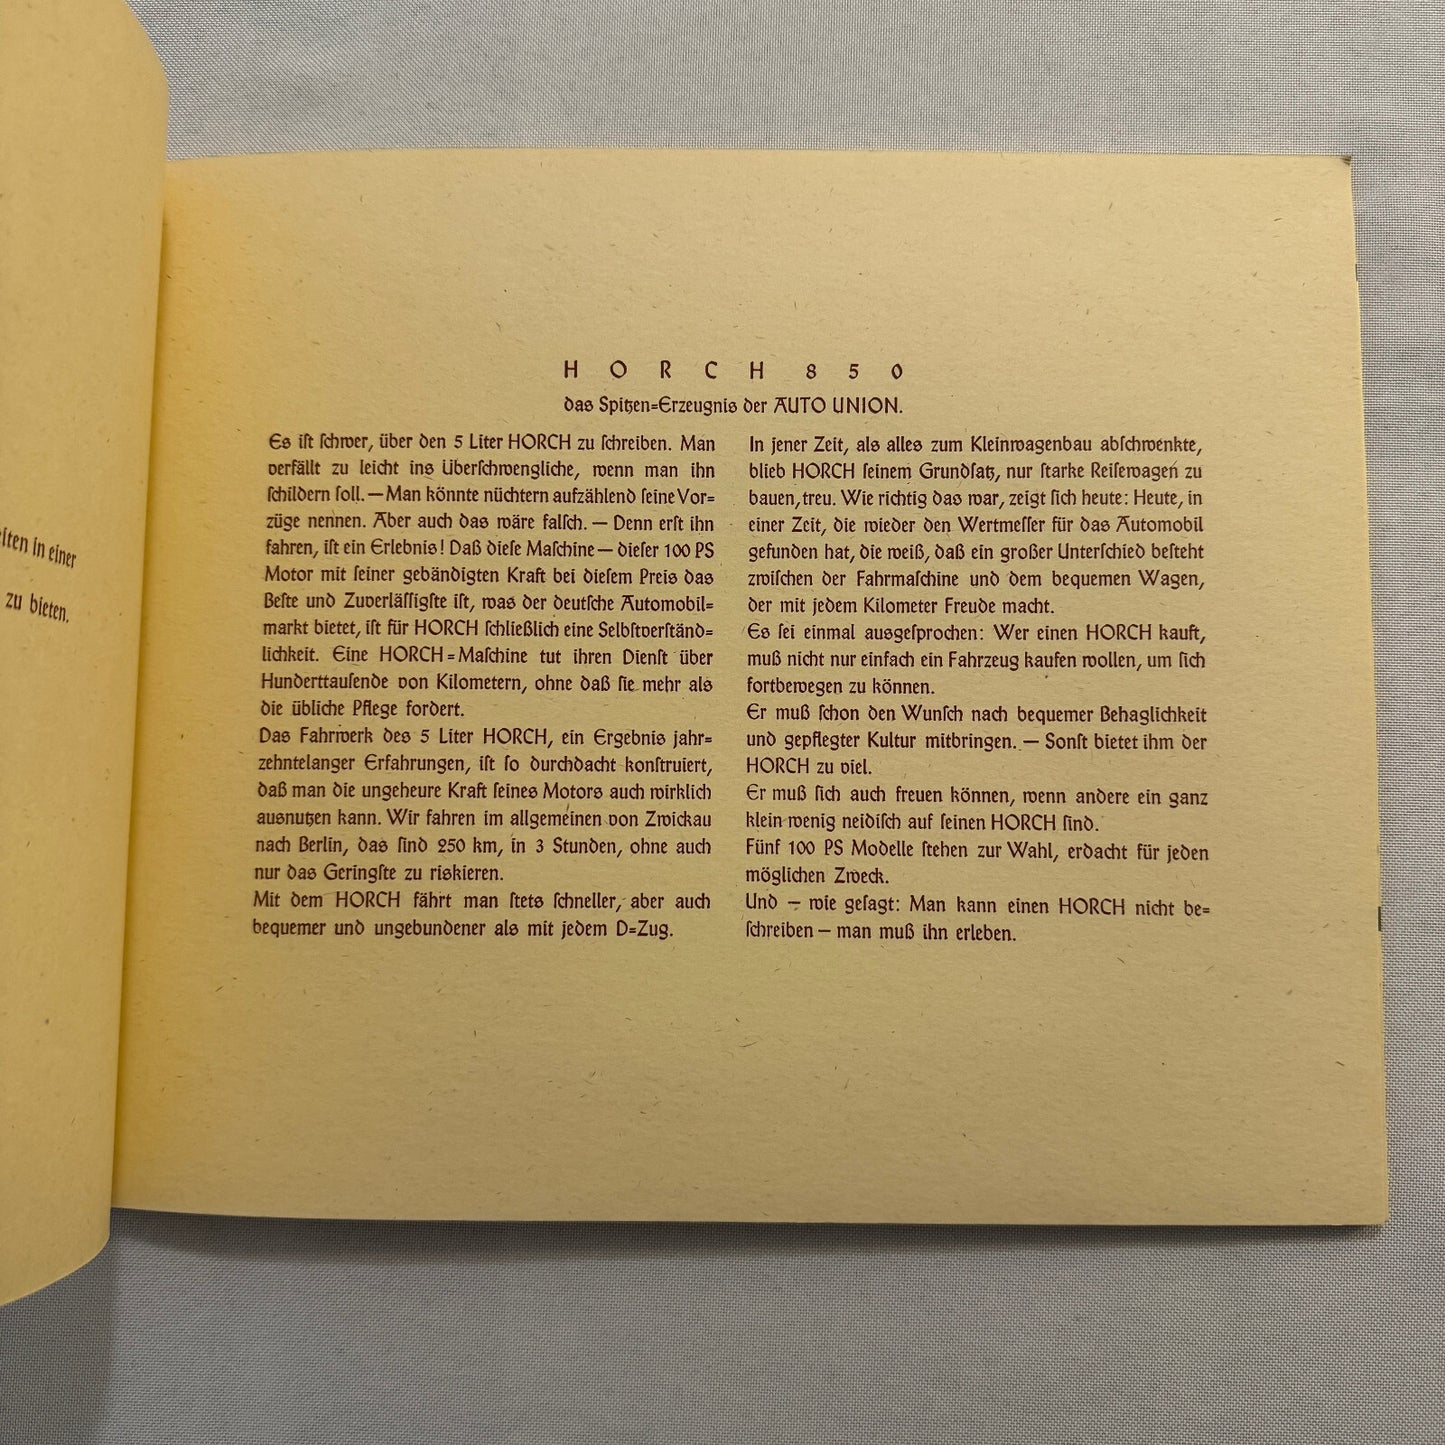 elten in einer
zu bieten.
HORCH 850
das Spitzen=Erzeugnis der AUTO UNION.
Es iſt ſchwer, über den 5 Liter HORCH zu ſchreiben. Man
verfällt zu leicht ins Überſchwengliche, wenn man ihn
ſchildern ſoll. — Man könnte nüchtern aufzählend ſeine Vor=
züge nennen. Aber auch das wäre falſch. — Denn erſt ihn
fahren, iſt ein Erlebnis! Daß dieſe Maſchine — dieſer 100 PS
Motor mit ſeiner gebändigten Kraft bei dieſem Preis das
Beſte und Zuverläſſigſte iſt, was der deutſche Automobil=
markt bietet, iſt für HORCH ſchließlich eine Selbſtverſtänd=
lichkeit. Eine HORCH=Maſchine tut ihren Dienſt über
Hunderttauſende von Kilometern, ohne daß ſie mehr als
die übliche Pflege fordert.
Das Fahrwerk des 5 Liter HORCH, ein Ergebnis jahr=
zehntelanger Erfahrungen, iſt ſo durchdacht konſtruiert,
daß man die ungeheure Kraft ſeines Motors auch wirklich
ausnutzen kann. Wir fahren im allgemeinen von Zwickau
nach Berlin, das ſind 250 km, in 3 Stunden, ohne auch
nur das Geringſte zu riskieren.
Mit dem HORCH fährt man ſtets ſchneller, aber auch
bequemer und ungebundener als mit jedem D=Zug.
In jener Zeit, als alles zum Kleinwagenbau abſchwenkte,
blieb HORCH ſeinem Grundſatz, nur ſtarke Reiſewagen zu
bauen, treu. Wie richtig das war, zeigt ſich heute: Heute, in
einer Zeit, die wieder den Wertmeſſer für das Automobil
gefunden hat, die weiß, daß ein großer Unterſchied beſteht
zwiſchen der Fahrmaſchine und dem bequemen Wagen,
der mit jedem Kilometer Freude macht.
Es ſei einmal ausgeſprochen: Wer einen HORCH kauft,
muß nicht nur einfach ein Fahrzeug kaufen wollen, um ſich
fortbewegen zu können.
Er muß ſchon den Wunſch nach bequemer Behaglichkeit
und gepflegter Kultur mitbringen. — Sonſt bietet ihm der
HORCH zu viel.
Er muß ſich auch freuen können, wenn andere ein ganz
klein wenig neidiſch auf ſeinen HORCH ſind.
Fünf 100 PS Modelle ſtehen zur Wahl, erdacht für jeden
möglichen Zweck.
Und — wie geſagt: Man kann einen HORCH nicht be=
ſchreiben — man muß ihn erleben.